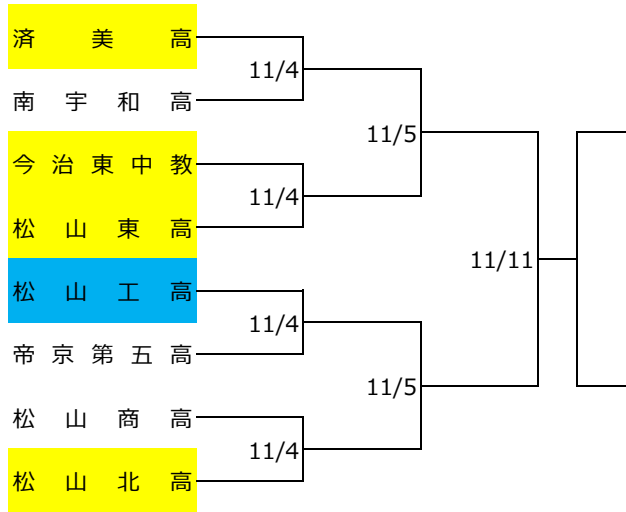 済美高
11/4
南宇和高
11/5
今治東中教
11/4
松山東高
11/11
松山工高
11/4
帝京第五高
11/5
松山商高
11/4
松山北高